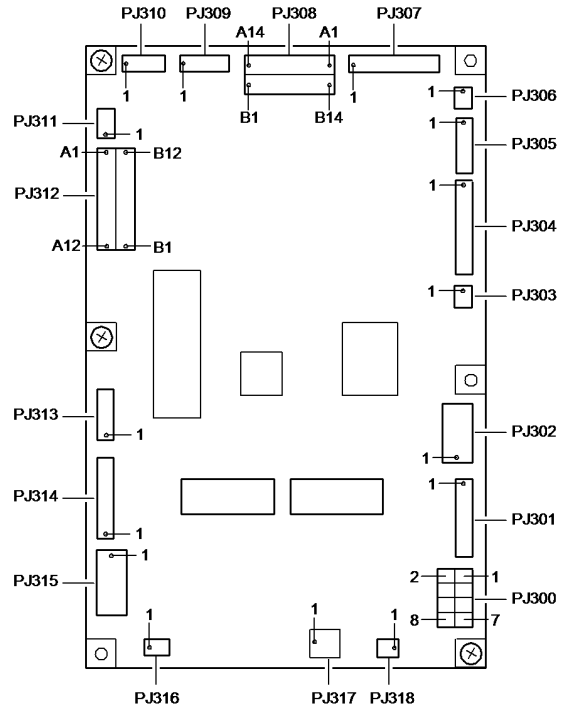 PJ310 PJ309 PJ308 PJ307
A14 A1
1 1 1
B1 B14
1 PJ306
PJ311 1
1 PJ305
A1 B12
PJ312 1
PJ304
A12 B1
1 PJ303
PJ313
1
PJ302
1
1
PJ314
PJ301
1
1
PJ315
2 1
PJ300
8 7
1 1 1
PJ316 PJ317 PJ318